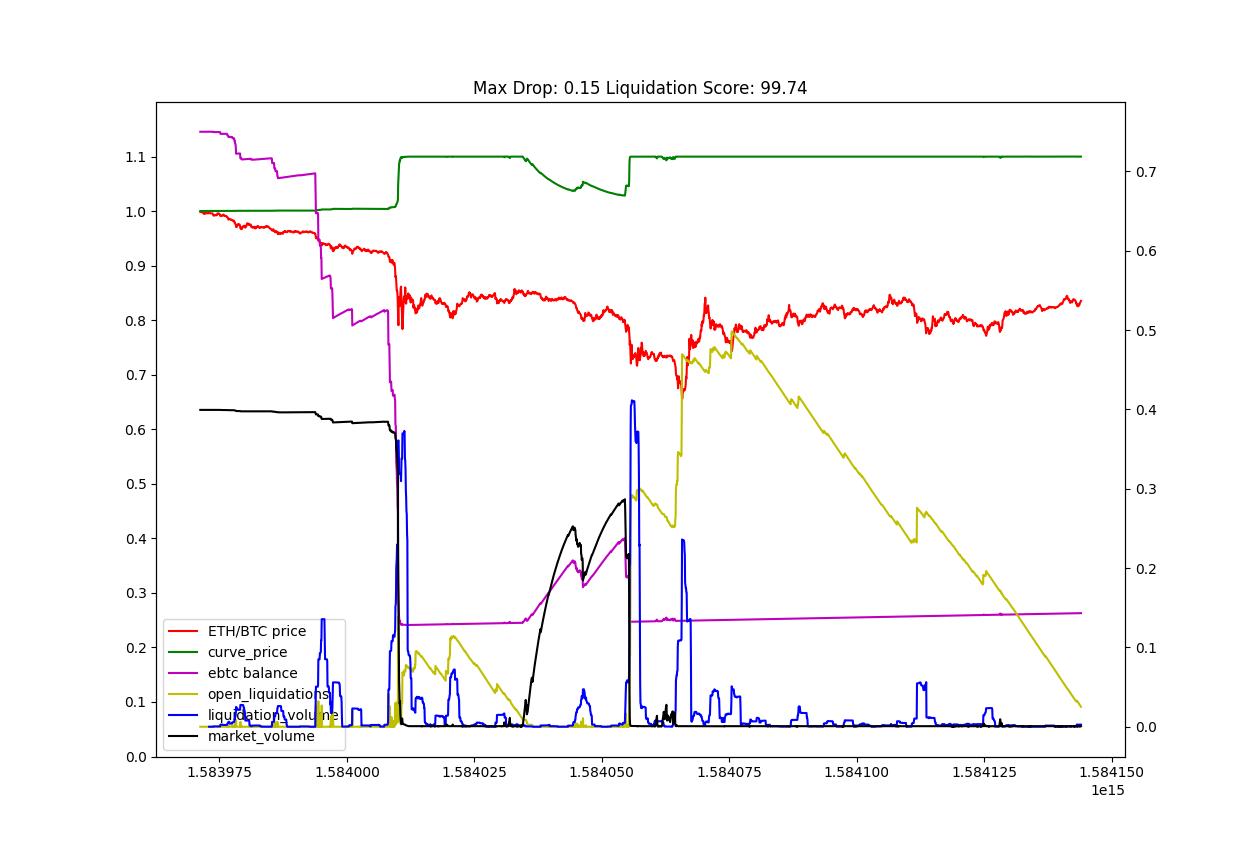 Max Drop: 0.15 Liquidation Score: 99.74
1.1
1.0
0.9
0.8
0.7
0.6
0.5
0.4
0.3
0.2
0.1
0.0
0.7
0.6
0.5
0.4
0.3
0.2
0.1
0.0
ETH/BTC price
curve_price
ebtc balance
open_liquidations
liquidation_volume
market_volume
1.583975 1.584000 1.584025 1.584050 1.584075 1.584100 1.584125 1.584150
1e15